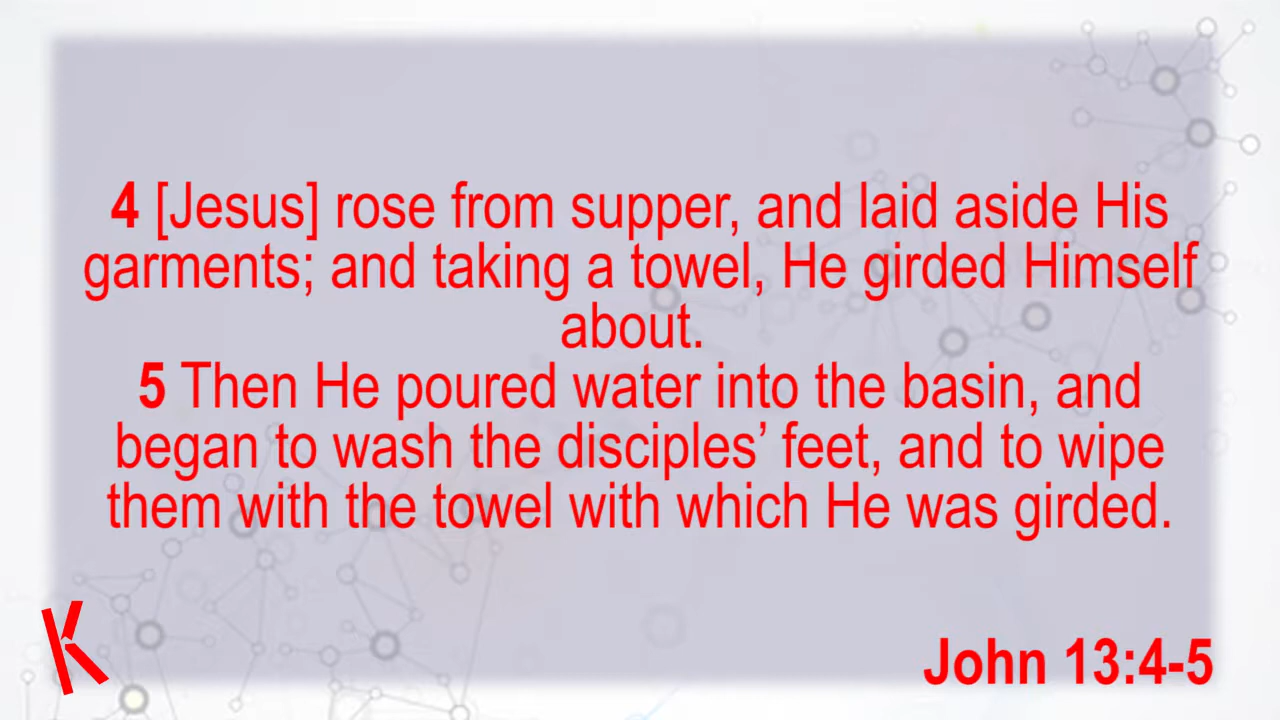 4 [Jesus] rose from supper, and laid aside His
garments; and taking a towel, He girded Himself
about.
5 Then He poured water into the basin, and
began to wash the disciples’ feet, and to wipe
them with the towel with which He was girded.
K
John 13:4-5